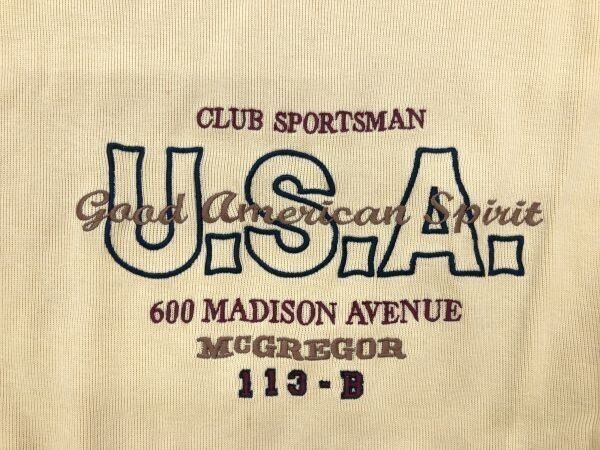 CLUB SPORTSMAN
U.S.A.
Good American Spirit
600 MADISON AVENUE
McGREGOR
113-B